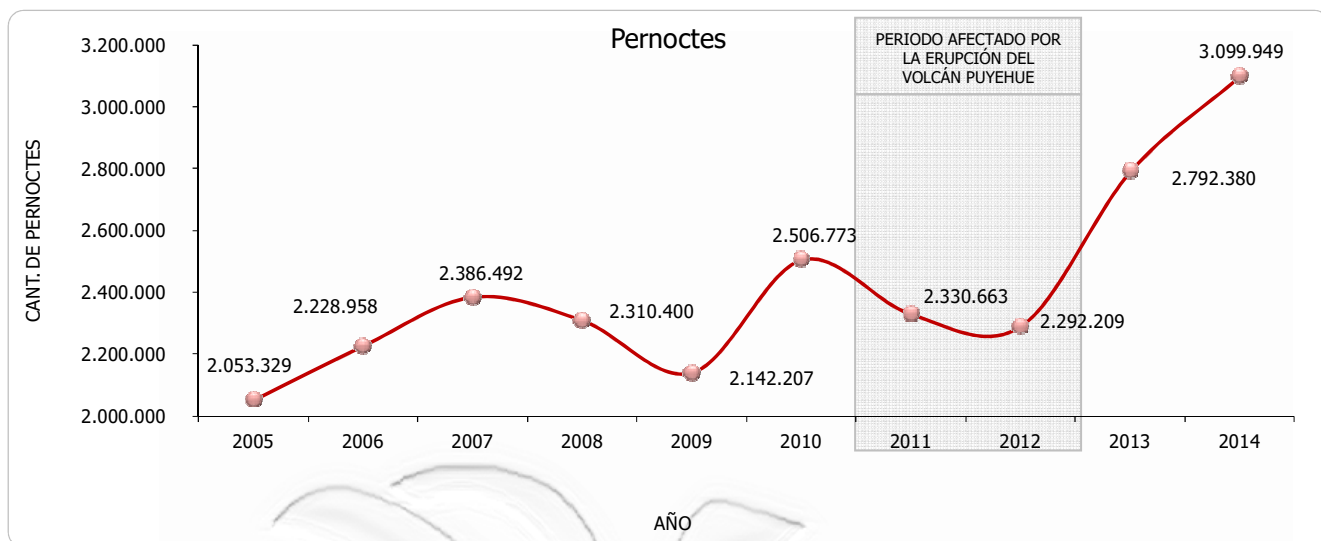 Pernoctes
PERIODO AFECTADO POR
LA ERUPCIÓN DEL
VOLCÁN PUYEHUE
CANT. DE PERNOCTES
3.200.000
3.000.000
2.800.000
2.600.000
2.400.000
2.200.000
2.000.000
2.053.329
2.228.958
2.386.492
2.310.400
2.142.207
2.506.773
2.330.663
2.292.209
2.792.380
3.099.949
2005 2006 2007 2008 2009 2010 2011 2012 2013 2014
AÑO